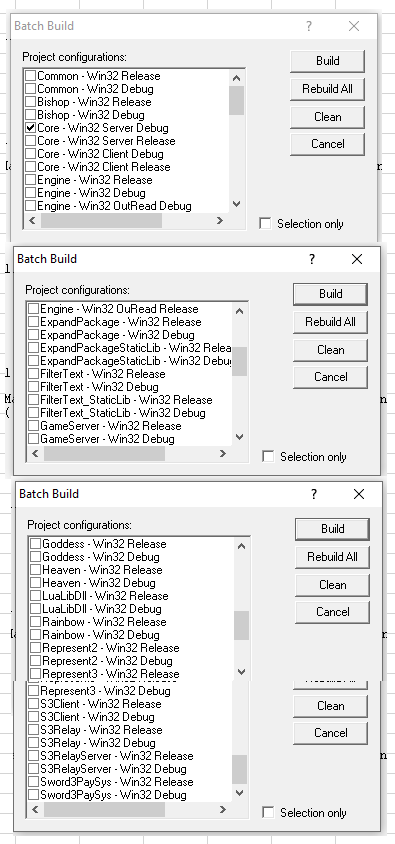 Batch Build
Project configurations:
Common - Win32 Release
Common - Win32 Debug
Bishop - Win32 Release
Bishop - Win32 Debug
Core - Win32 Server Debug
Core - Win32 Server Release
Core - Win32 Client Debug
Core - Win32 Client Release
Engine - Win32 Release
Engine - Win32 Debug
Engine - Win32 OutRead Debug
Build
Rebuild All
Clean
Cancel
Selection only
Batch Build
Project configurations:
Engine - Win32 OuRead Release
ExpandPackage - Win32 Release
ExpandPackage - Win32 Debug
ExpandPackageStaticLib - Win32 Relea
ExpandPackageStaticLib - Win32 Debug
FilterText - Win32 Release
FilterText - Win32 Debug
FilterText_StaticLib - Win32 Release
FilterText_StaticLib - Win32 Debug
GameServer - Win32 Release
GameServer - Win32 Debug
Build
Rebuild All
Clean
Cancel
Selection only
Batch Build
Project configurations:
Goddess - Win32 Release
Goddess - Win32 Debug
Heaven - Win32 Release
Heaven - Win32 Debug
LuaLibDll - Win32 Release
LuaLibDll - Win32 Debug
Rainbow - Win32 Release
Rainbow - Win32 Debug
Represent2 - Win32 Release
Represent2 - Win32 Debug
Represent3 - Win32 Release
Build
Rebuild All
Clean
Cancel
Represent3 - Win32 Debug
S3Client - Win32 Release
S3Client - Win32 Debug
S3Relay - Win32 Release
S3Relay - Win32 Debug
S3RelayServer - Win32 Release
S3RelayServer - Win32 Debug
Sword3PaySys - Win32 Release
Sword3PaySys - Win32 Debug
Rebuild All
Clean
Cancel
Selection only